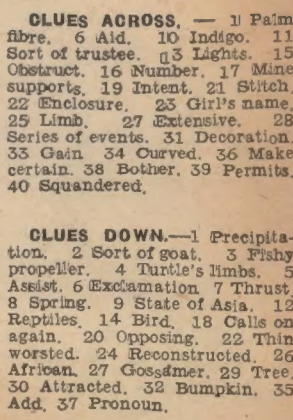 CLUES ACROSS. — 1 Palm
fibre. 6 Aid. 10 Indigo. 11
Sort of trustee. 13 Lights. 15
Obstruct. 16 Number. 17 Mine
supports. 19 Intent. 21 Stitch.
22 Enclosure. 23 Girl's name.
25 Limb. 27 Extensive. 28
Series of events. 31 Decoration.
33 Gain 34 Curved. 36 Make
certain. 38 Bother. 39 Permits.
40 Squandered.
CLUES DOWN.—1 Precipita-
tion. 2 Sort of goat. 3 Fishy
propeller. 4 Turtle's limbs. 5
Assist. 6 Exclamation 7 Thrust
8 Spring. 9 State of Asia. 12
Reptiles. 14 Bird. 18 Calls on
again. 20 Opposing. 22 Thin
worsted. 24 Reconstructed. 26
African. 27 Gossamer. 29 Tree.
30 Attracted. 32 Bumpkin. 35
Add. 37 Pronoun.